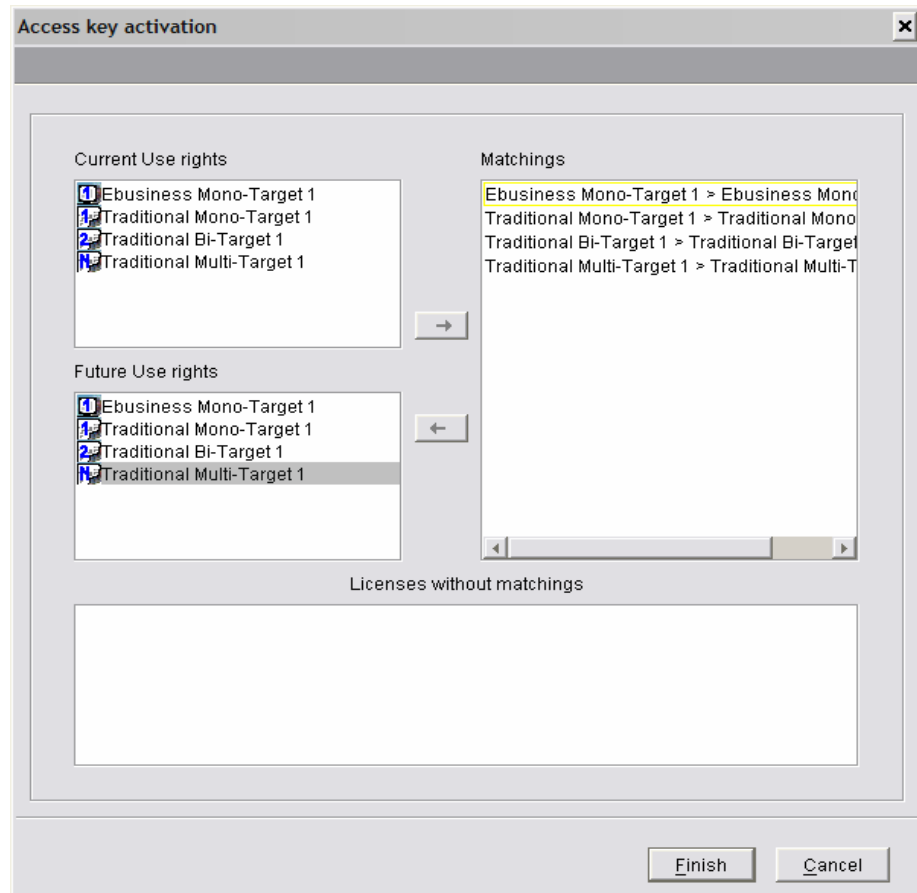 Access key activation
Current Use rights
Ebusiness Mono-Target 1
Traditional Mono-Target 1
Traditional Bi-Target 1
Traditional Multi-Target 1
Future Use rights
Ebusiness Mono-Target 1
Traditional Mono-Target 1
Traditional Bi-Target 1
Traditional Multi-Target 1
Matchings
Ebusiness Mono-Target 1 > Ebusiness Mono
Traditional Mono-Target 1 > Traditional Mono
Traditional Bi-Target 1 > Traditional Bi-Target
Traditional Multi-Target 1 > Traditional Multi-T
Licenses without matchings
Finish
Cancel